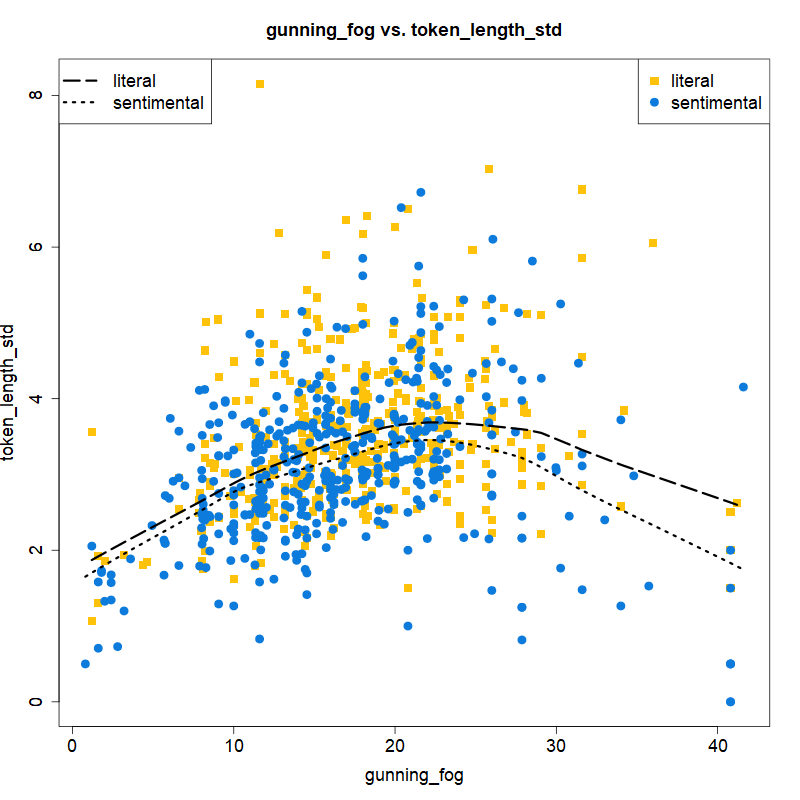 gunning_fog vs. token_length_std
literal
sentimental
literal
sentimental
8
6
4
2
0
token_length_std
0 10 20 30 40
gunning_fog